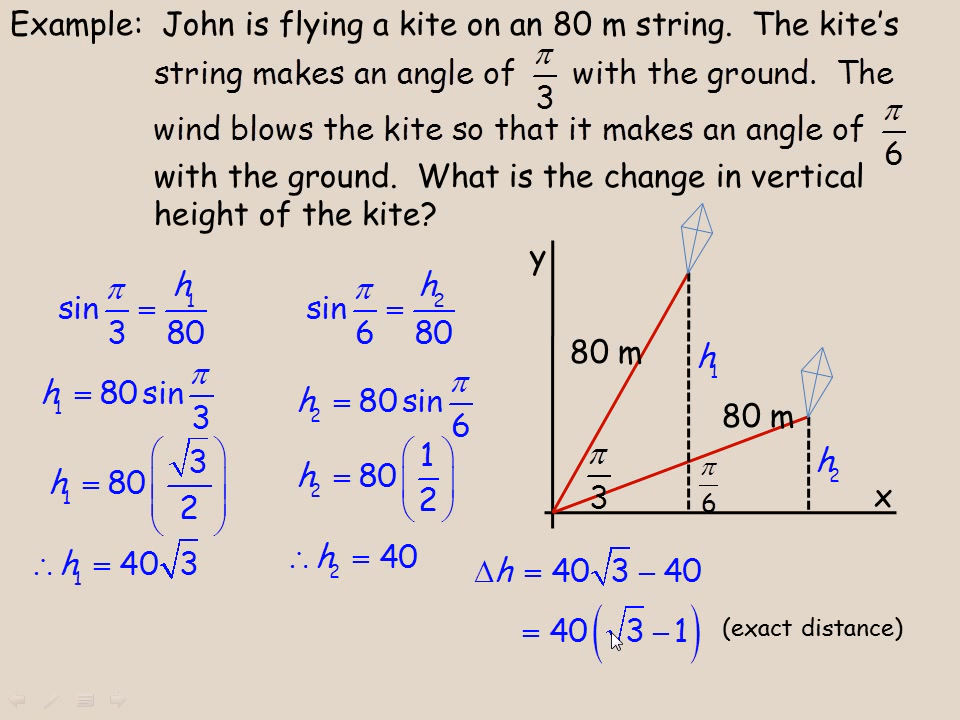 Example: John is flying a kite on an 80 m string. The kite's
string makes an angle of π/3 with the ground. The
wind blows the kite so that it makes an angle of π/6
with the ground. What is the change in vertical
height of the kite?
sin π/3 = h₁/80
h₁ = 80 sin π/3
h₁ = 80(√3/2)
∴ h₁ = 40√3
sin π/6 = h₂/80
h₂ = 80 sin π/6
h₂ = 80(1/2)
∴ h₂ = 40
y
80 m
h₁
80 m
h₂
π/3
π/6
x
Δh = 40√3 − 40
= 40(√3 − 1) (exact distance)